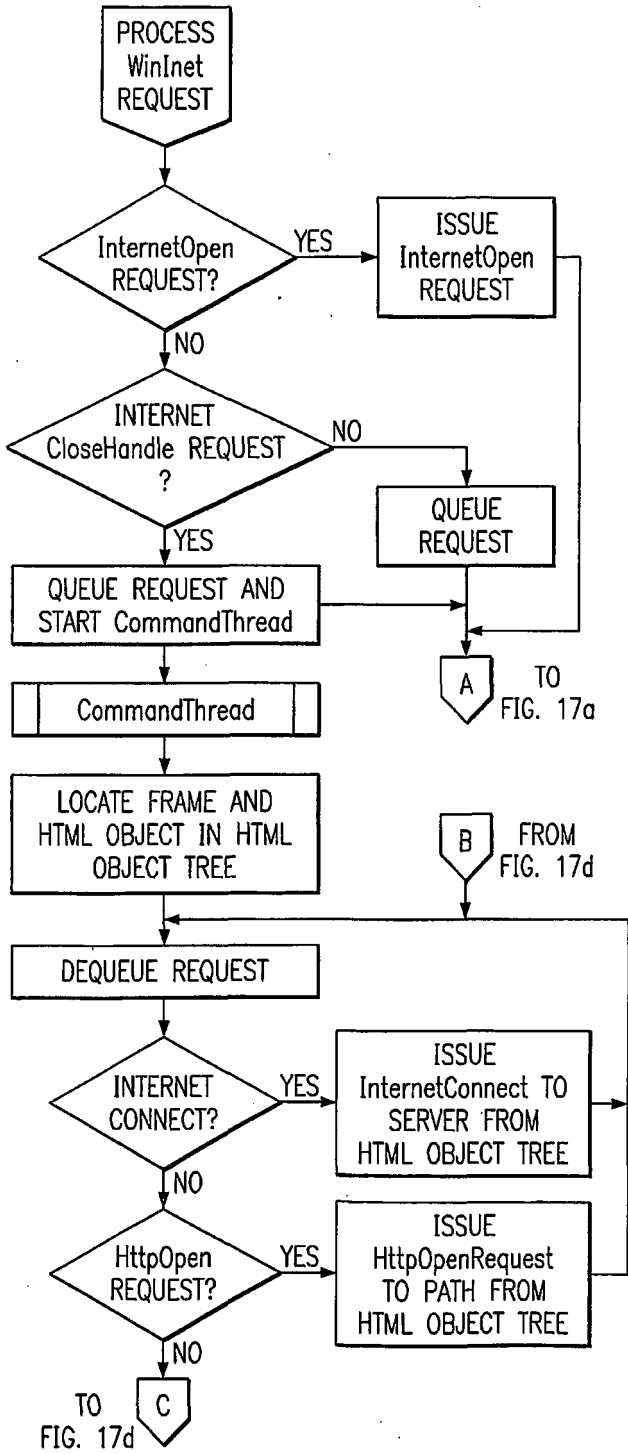 PROCESS
WinInet
REQUEST
InternetOpen
REQUEST?
YES
ISSUE
InternetOpen
REQUEST
NO
INTERNET
CloseHandle REQUEST
?
NO
QUEUE
REQUEST
YES
QUEUE REQUEST AND
START CommandThread
A
TO
FIG. 17a
CommandThread
LOCATE FRAME AND
HTML OBJECT IN HTML
OBJECT TREE
B
FROM
FIG. 17d
DEQUEUE REQUEST
INTERNET
CONNECT?
YES
ISSUE
InternetConnect TO
SERVER FROM
HTML OBJECT TREE
NO
HttpOpen
REQUEST?
YES
ISSUE
HttpOpenRequest
TO PATH FROM
HTML OBJECT TREE
NO
C
TO
FIG. 17d